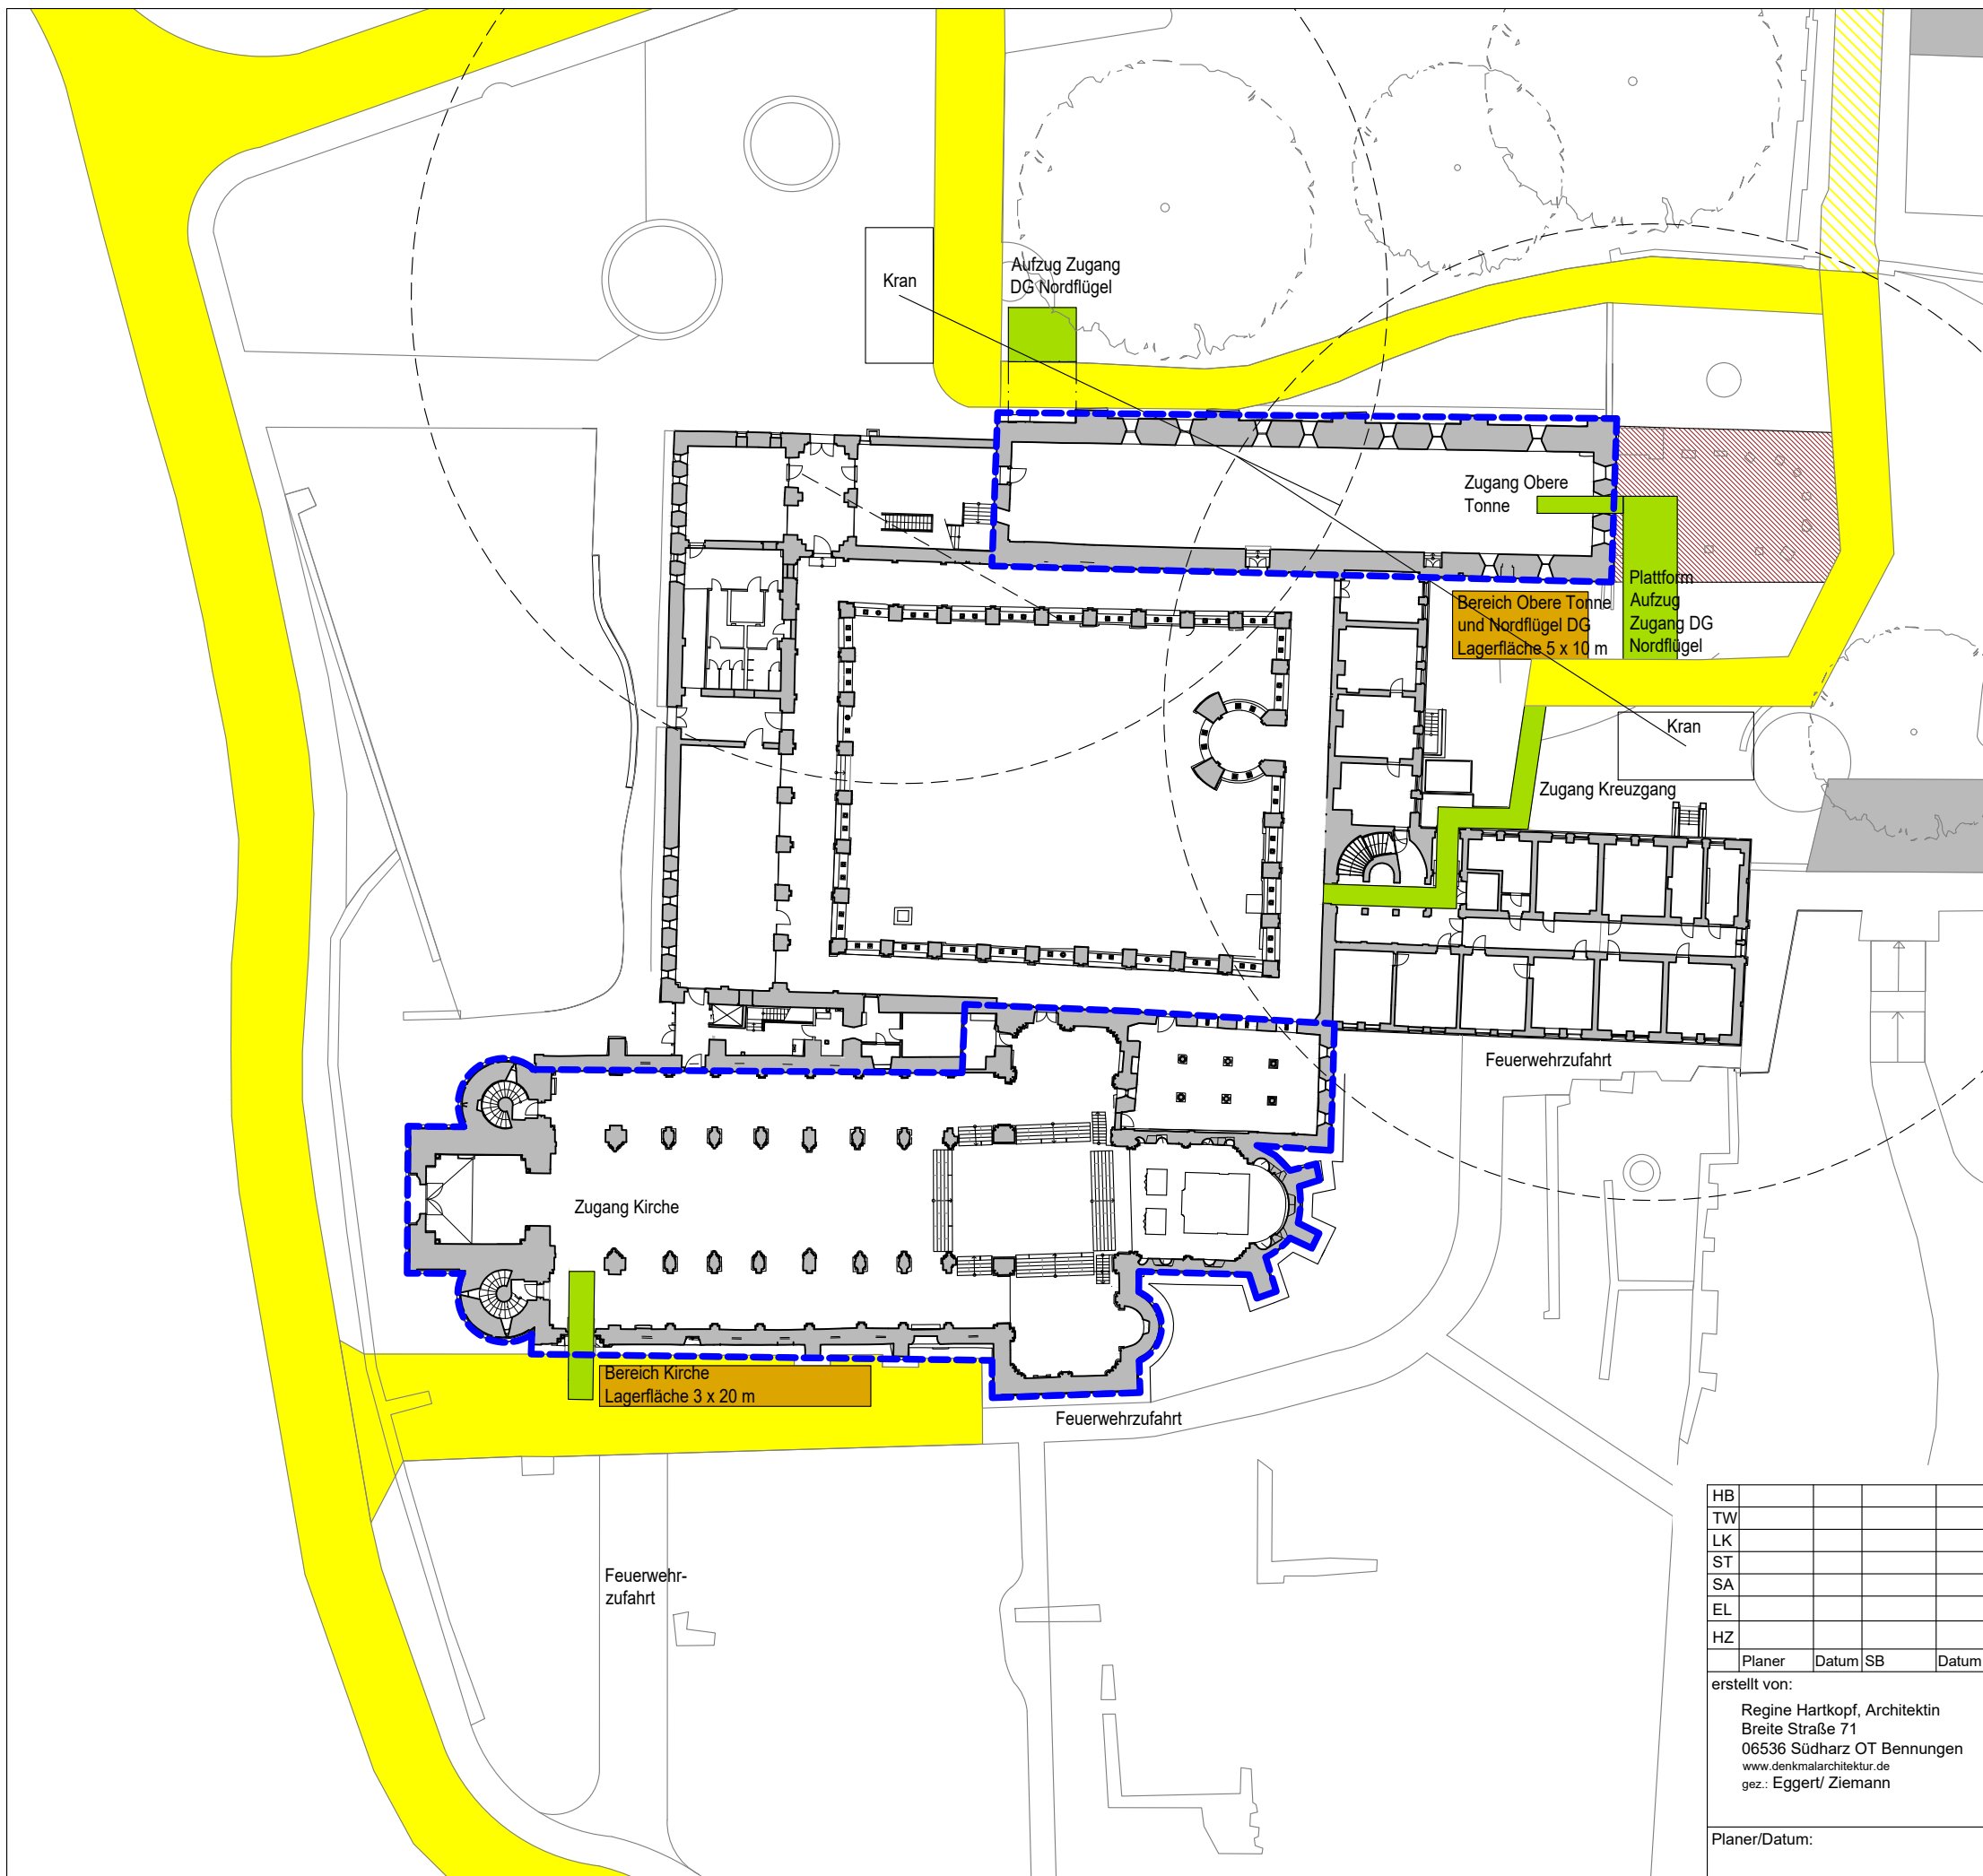 Kran
Aufzug Zugang
DG Nordflügel
Zugang Obere
Tonne
Plattform
Aufzug
Zugang DG
Nordflügel
Bereich Obere Tonne
und Nordflügel DG
Lagerfläche 5 x 10 m
Kran
Zugang Kreuzgang
Feuerwehrzufahrt
Zugang Kirche
Bereich Kirche
Lagerfläche 3 x 20 m
Feuerwehrzufahrt
Feuerwehr-
zufahrt
HB
TW
LK
ST
SA
EL
HZ
Planer Datum SB Datum
erstellt von:
Regine Hartkopf, Architektin
Breite Straße 71
06536 Südharz OT Bennungen
www.denkmalarchitektur.de
gez.: Eggert/ Ziemann
Planer/Datum: